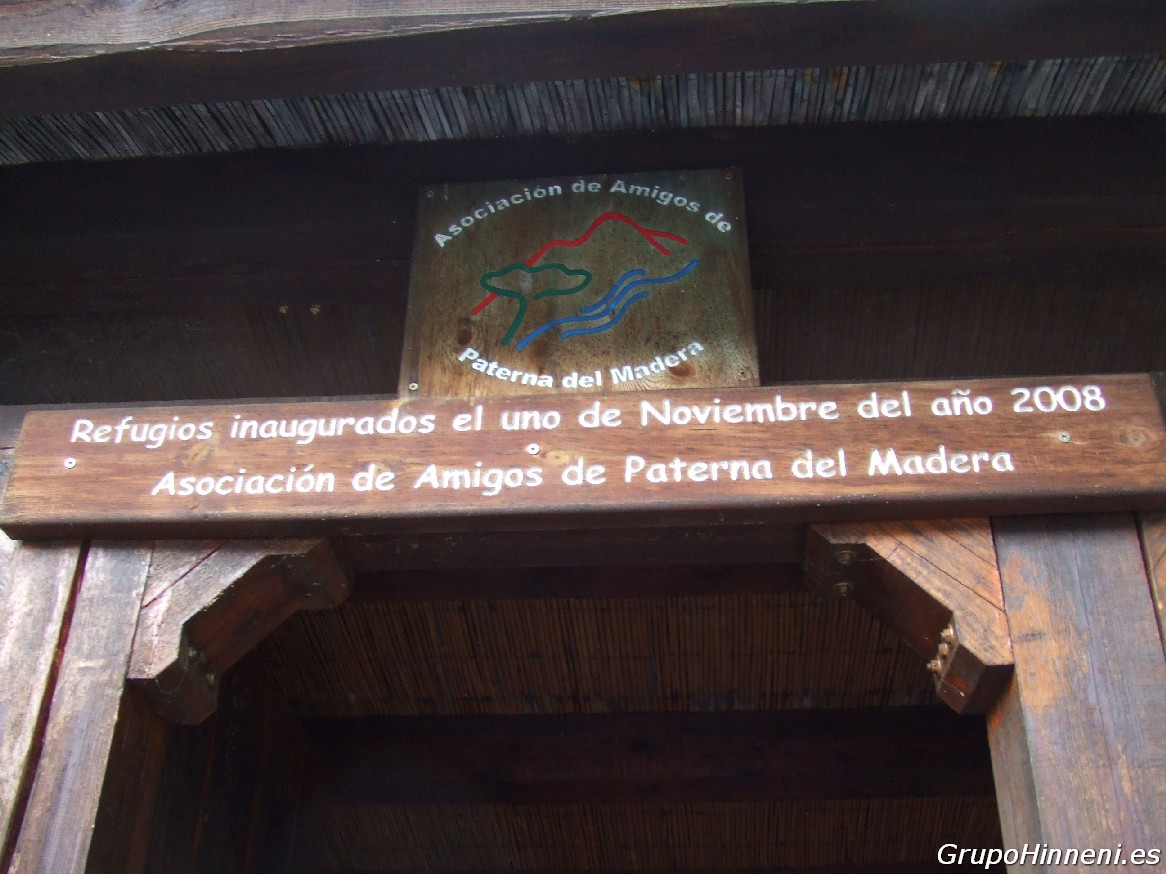 Asociación de Amigos de
Paterna del Madera
Refugios inaugurados el uno de Noviembre del año 2008
Asociación de Amigos de Paterna del Madera
GrupoHinneni.es